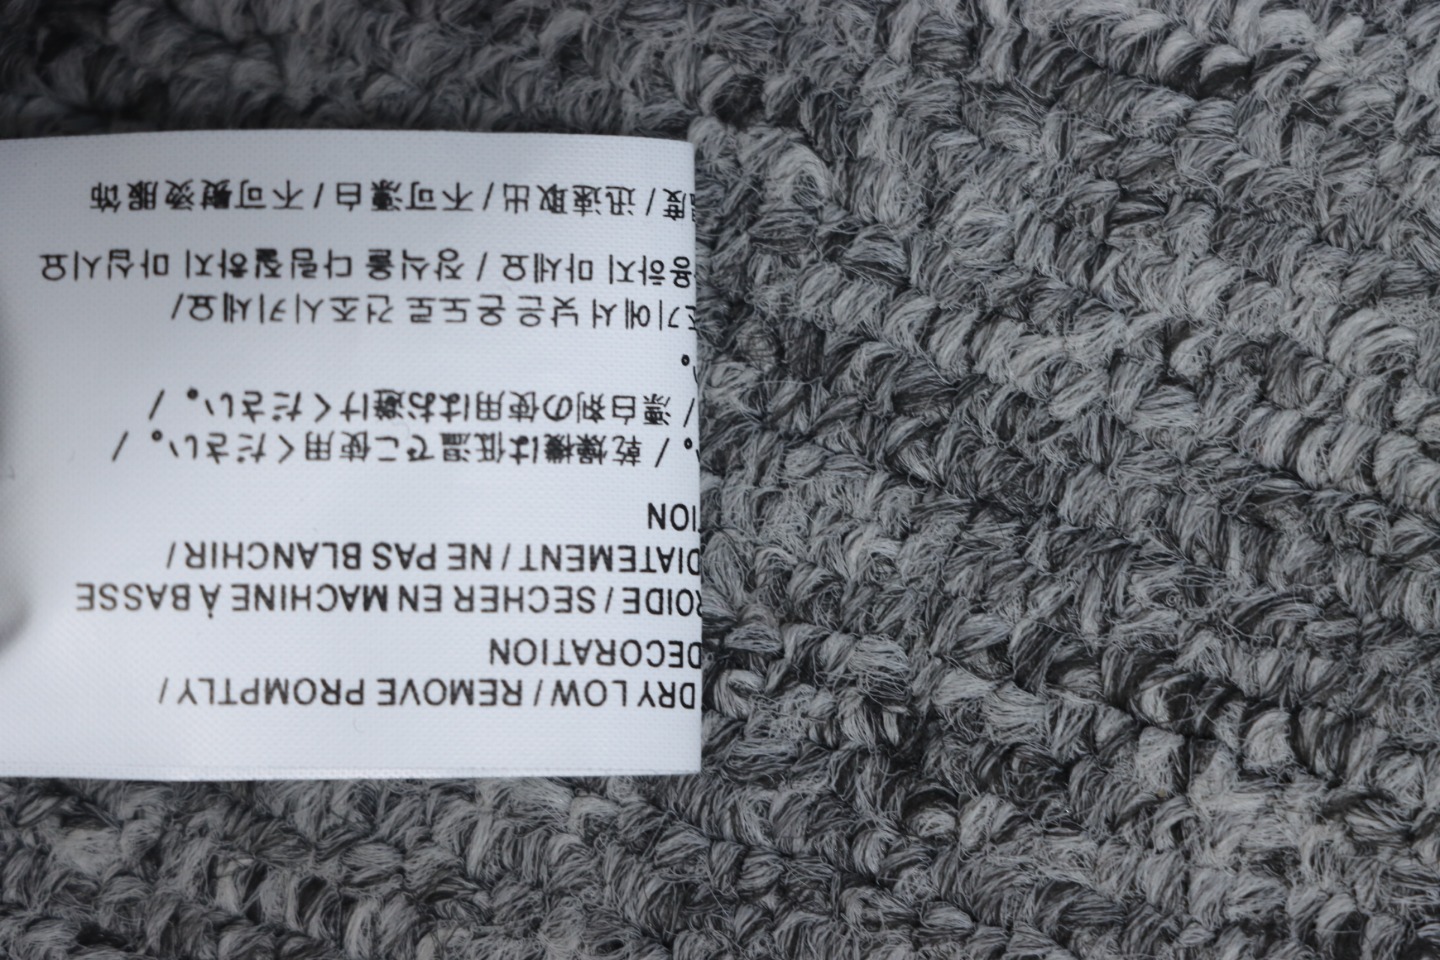 DRY LOW / REMOVE PROMPTLY /
DECORATION
ROIDE / SECHER EN MACHINE À BASSE
DIATEMENT / NE PAS BLANCHIR /
TION
。 / 乾燥機は低温でご使用ください。 /
/ 漂白剤の使用はお避けください。 /
。
기에서 낮은 온도로 건조시키세요/
용하지 마세요 / 장식물 다림질하지 마십시오
度 / 迅速取出 / 不可漂白 / 不可熨燙服飾